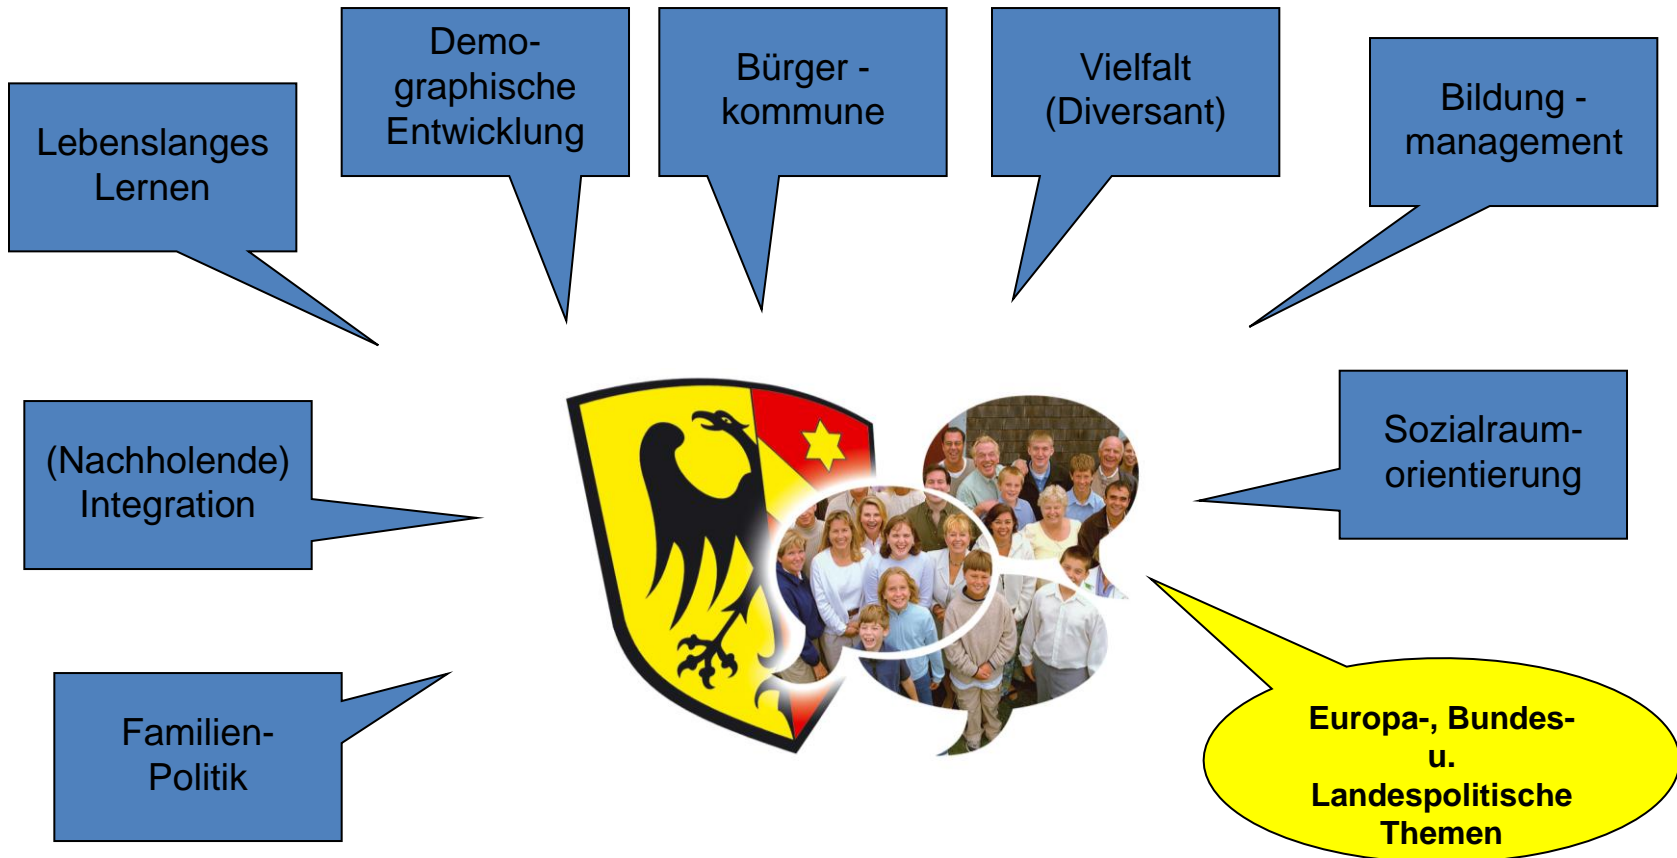 Lebenslanges
Lernen
Demo-
graphische
Entwicklung
Bürger -
kommune
Vielfalt
(Diversant)
Bildung -
management
(Nachholende)
Integration
Sozialraum-
orientierung
Familien-
Politik
Europa-, Bundes-
u.
Landespolitische
Themen